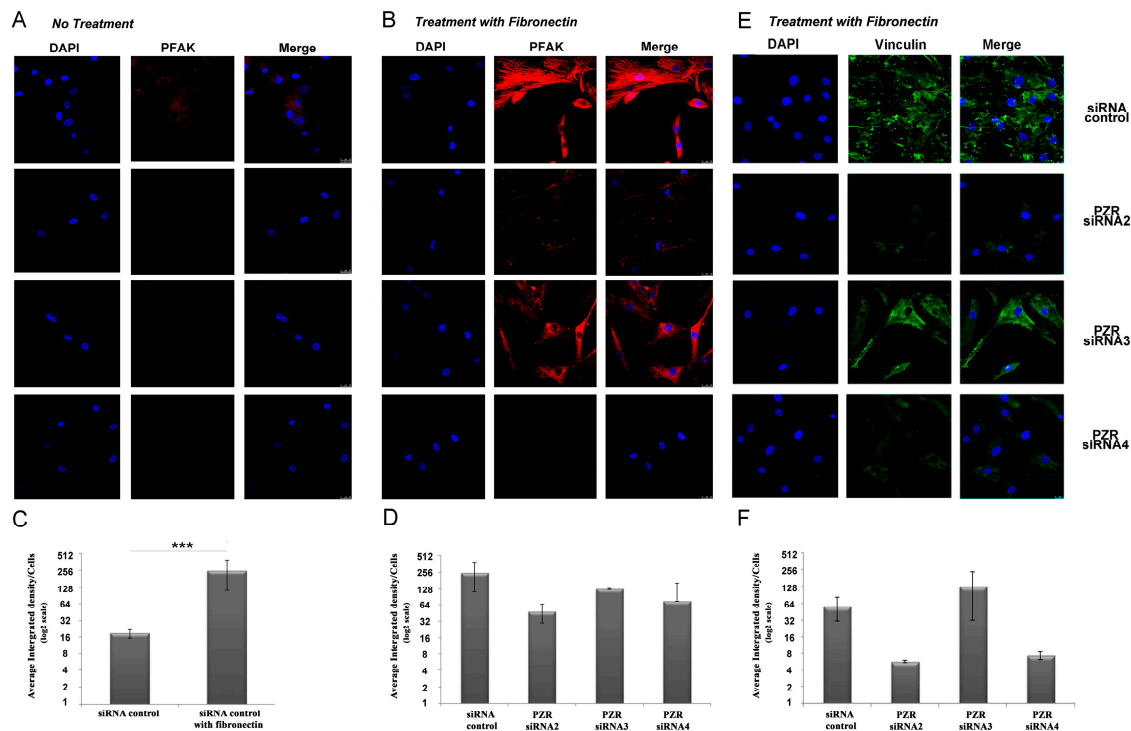 A
No Treatment
DAPI PFAK Merge
B
Treatment with Fibronectin
DAPI PFAK Merge
E
Treatment with Fibronectin
DAPI Vinculin Merge
siRNA
control
PZR
siRNA2
PZR
siRNA3
PZR
siRNA4
C
Average Intergrated density/Cells
(log2 scale)
512
256
128
64
32
16
8
4
2
1
***
siRNA control
siRNA control
with fibronectin
D
Average Intergrated density/Cells
(log2 scale)
512
256
128
64
32
16
8
4
2
1
siRNA
control
PZR
siRNA2
PZR
siRNA3
PZR
siRNA4
F
Average Intergrated density/Cells
(log2 scale)
512
256
128
64
32
16
8
4
2
1
siRNA
control
PZR
siRNA2
PZR
siRNA3
PZR
siRNA4